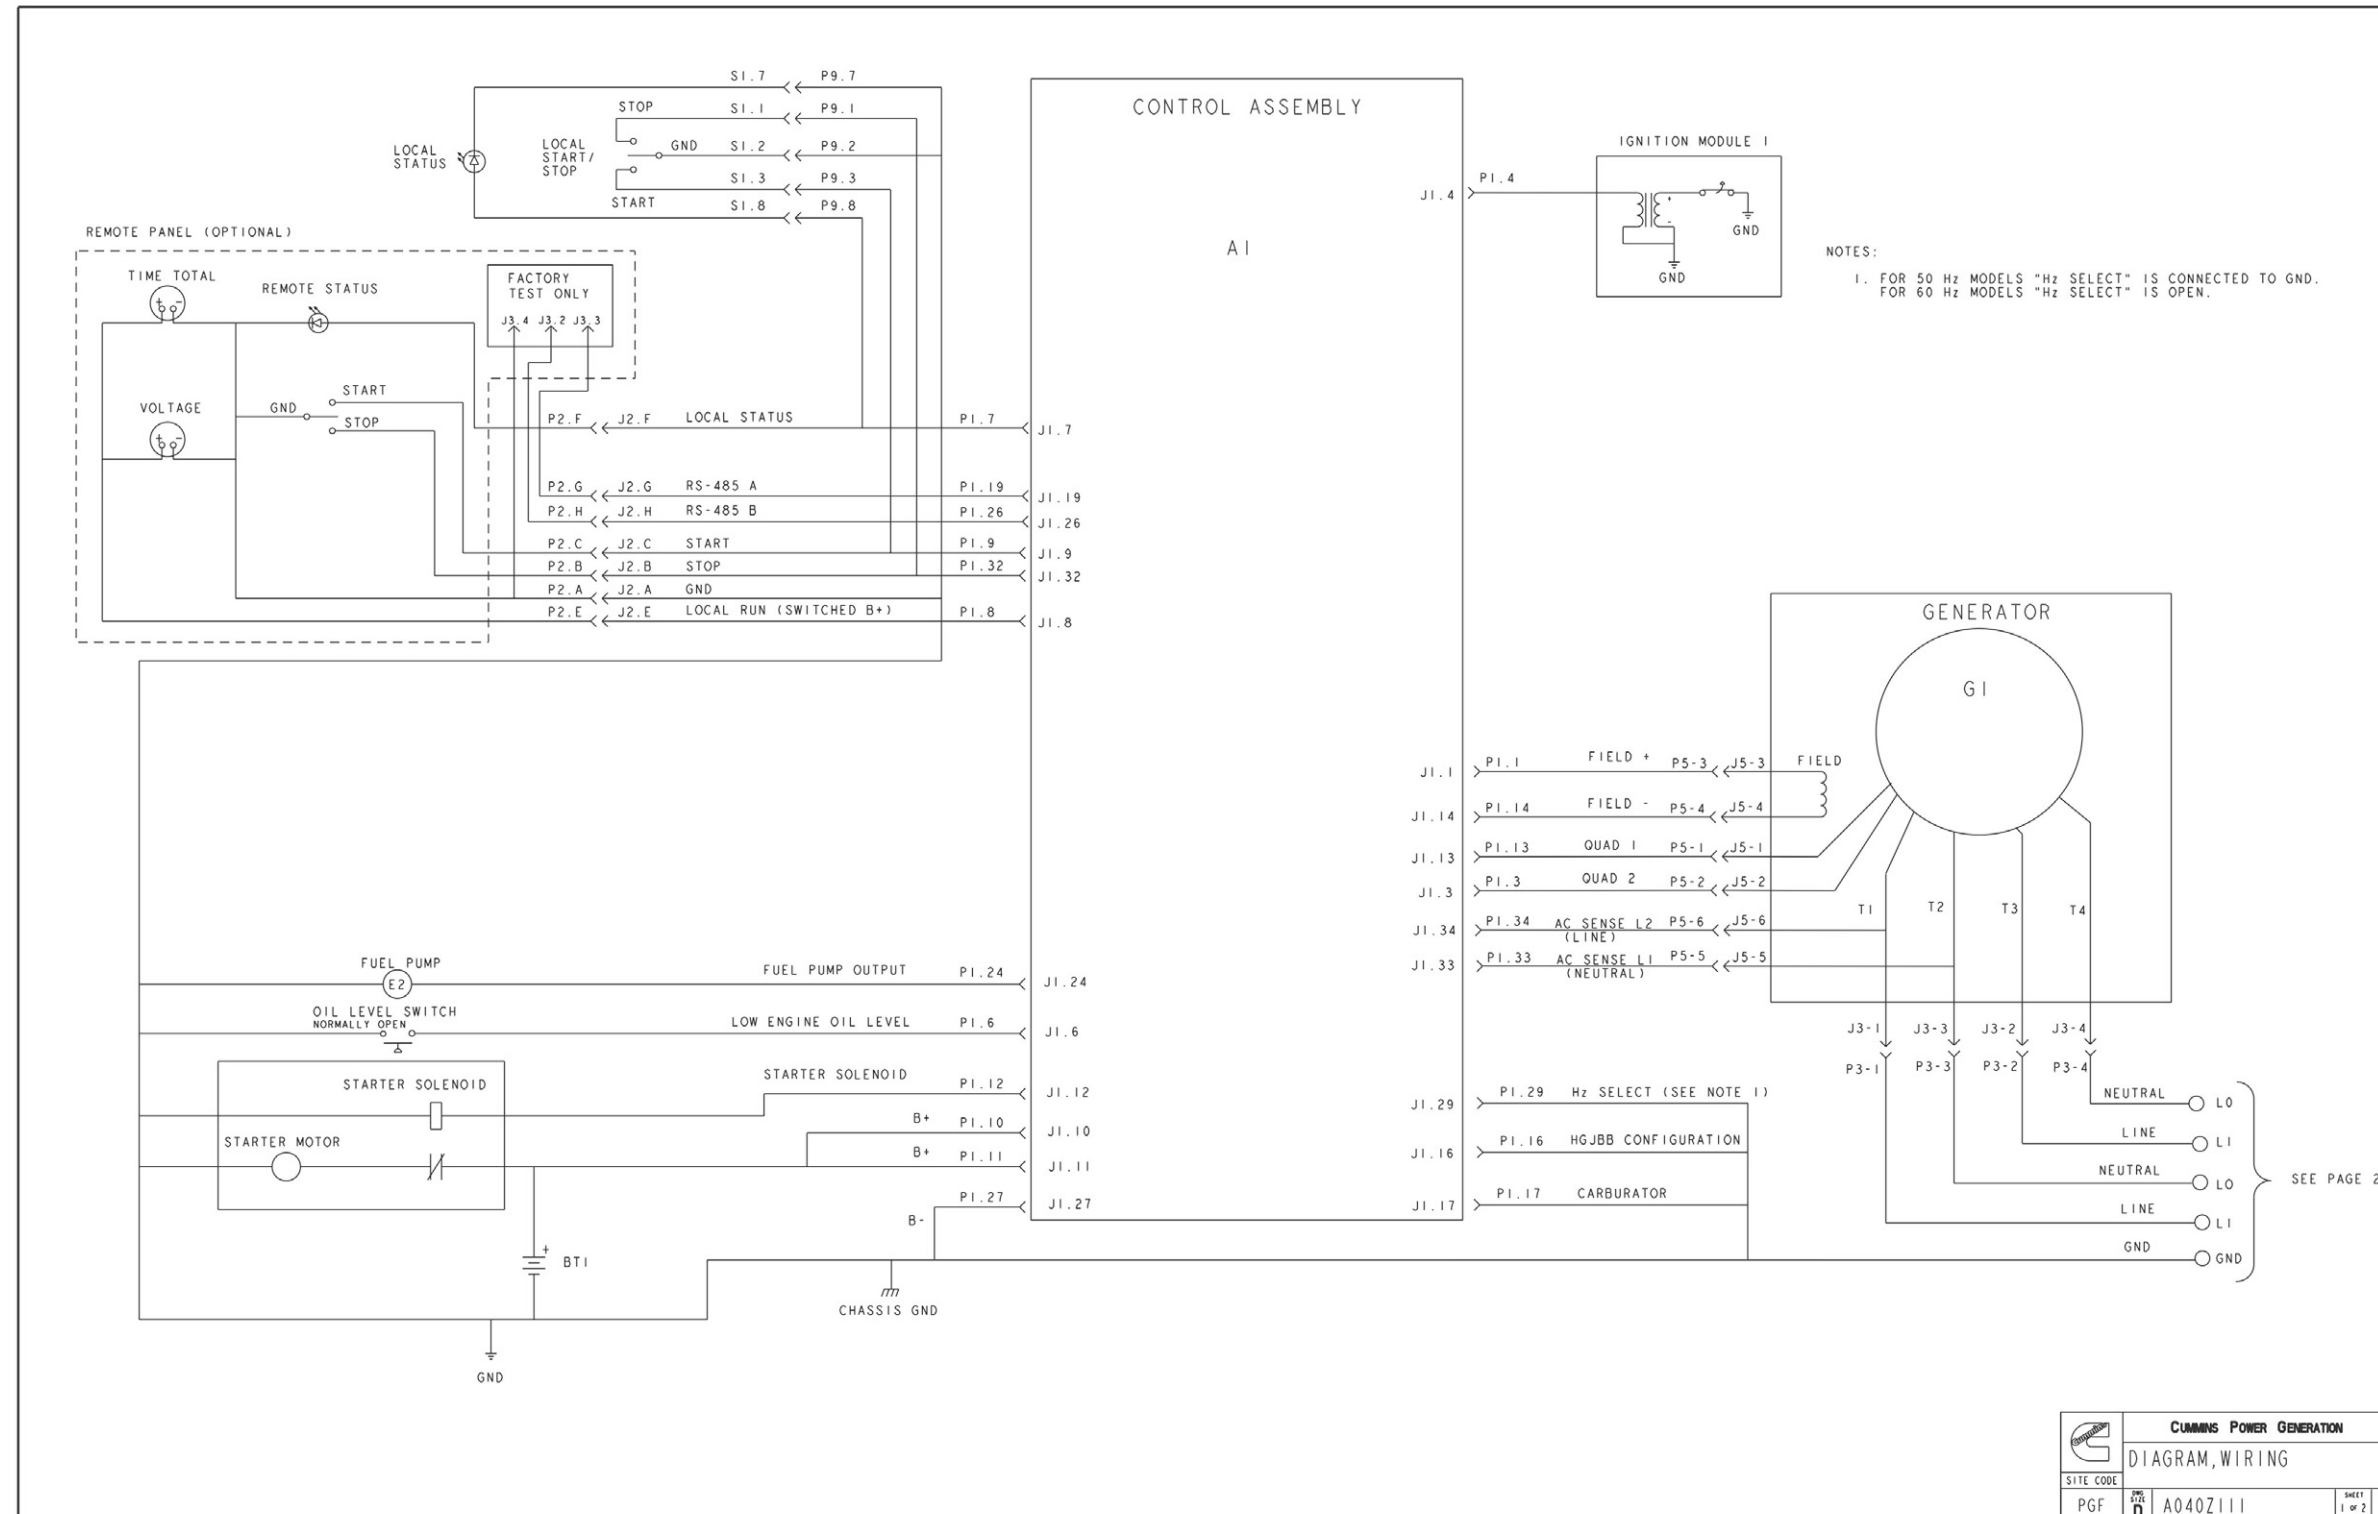 S1.7 P9.7
STOP S1.1 P9.1
LOCAL STATUS
LOCAL START/ STOP
GND S1.2 P9.2
S1.3 P9.3
START S1.8 P9.8
CONTROL ASSEMBLY
A1
J1.4 P1.4
IGNITION MODULE 1
+
-
GND
GND
NOTES:
1. FOR 50 Hz MODELS "Hz SELECT" IS CONNECTED TO GND.
FOR 60 Hz MODELS "Hz SELECT" IS OPEN.
REMOTE PANEL (OPTIONAL)
TIME TOTAL
+ -
REMOTE STATUS
FACTORY
TEST ONLY
J3.4 J3.2 J3.3
VOLTAGE
+ -
GND
START
STOP
P2.F J2.F LOCAL STATUS P1.7 J1.7
P2.G J2.G RS-485 A P1.19 J1.19
P2.H J2.H RS-485 B P1.26 J1.26
P2.C J2.C START P1.9 J1.9
P2.B J2.B STOP P1.32 J1.32
P2.A J2.A GND
P2.E J2.E LOCAL RUN (SWITCHED B+) P1.8 J1.8
GENERATOR
G1
J1.1 P1.1 FIELD + P5-3 J5-3 FIELD
J1.14 P1.14 FIELD - P5-4 J5-4
J1.13 P1.13 QUAD 1 P5-1 J5-1
J1.3 P1.3 QUAD 2 P5-2 J5-2
J1.34 P1.34 AC SENSE L2 P5-6 J5-6
(LINE)
J1.33 P1.33 AC SENSE L1 P5-5 J5-5
(NEUTRAL)
T1 T2 T3 T4
FUEL PUMP
E2
FUEL PUMP OUTPUT P1.24 J1.24
OIL LEVEL SWITCH
NORMALLY OPEN
LOW ENGINE OIL LEVEL P1.6 J1.6
STARTER SOLENOID
STARTER SOLENOID P1.12 J1.12
STARTER MOTOR
B+ P1.10 J1.10
B+ P1.11 J1.11
P1.27 J1.27
B-
+
BT1
CHASSIS GND
GND
J1.29 P1.29 Hz SELECT (SEE NOTE 1)
J1.16 P1.16 HGJBB CONFIGURATION
J1.17 P1.17 CARBURATOR
J3-1 J3-3 J3-2 J3-4
P3-1 P3-3 P3-2 P3-4
NEUTRAL L0
LINE L1
NEUTRAL L0
LINE L1
GND GND
SEE PAGE 2
Cummins
CUMMINS POWER GENERATION
DIAGRAM,WIRING
SITE CODE
PGF
DWG SIZE
D
A040Z111
SHEET
1 OF 2